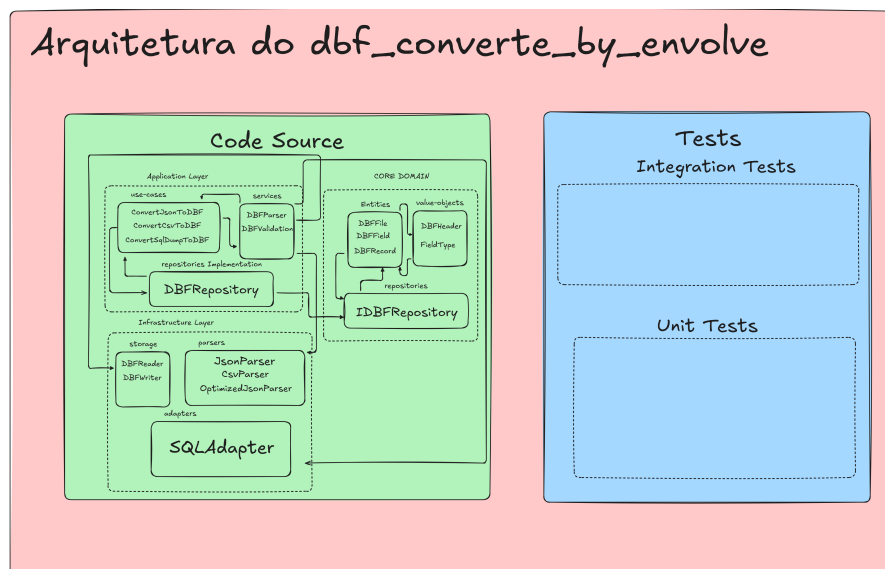 Arquitetura do dbf_converte_by_envolve
Code Source
Application Layer
use-cases
ConvertJsonToDBF
ConvertCsvToDBF
ConvertSqlDumpToDBF
services
DBFParser
DBFValidation
repositories Implementation
DBFRepository
CORE DOMAIN
Entities
DBFFile
DBFField
DBFRecord
value-objects
DBFHeader
FieldType
repositories
IDBFRepository
Infrastructure Layer
storage
DBFReader
DBFWriter
parsers
JsonParser
CsvParser
OptimizedJsonParser
adapters
SQLAdapter
Tests
Integration Tests
Unit Tests